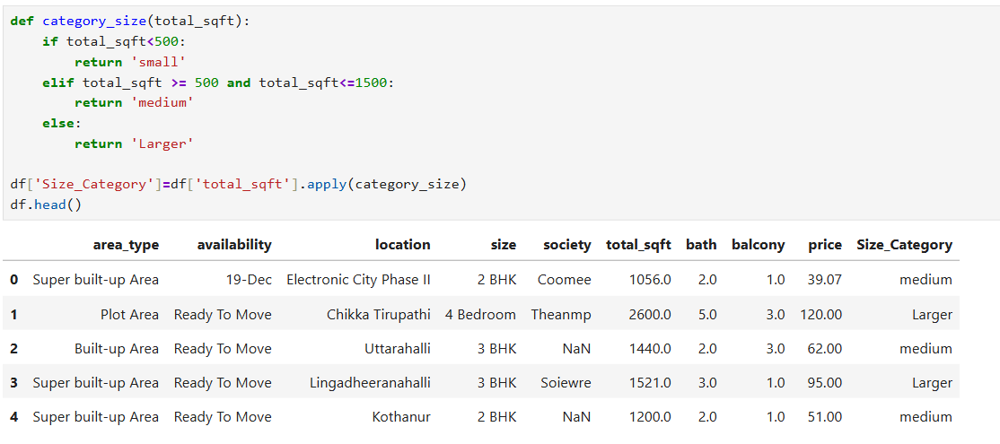 def category_size(total_sqft):
    if total_sqft<500:
        return 'small'
    elif total_sqft >= 500 and total_sqft<=1500:
        return 'medium'
    else:
        return 'Larger'

df['Size_Category']=df['total_sqft'].apply(category_size)
df.head()
area_type availability location size society total_sqft bath balcony price Size_Category
0 Super built-up Area 19-Dec Electronic City Phase II 2 BHK Coomee 1056.0 2.0 1.0 39.07 medium
1 Plot Area Ready To Move Chikka Tirupathi 4 Bedroom Theanmp 2600.0 5.0 3.0 120.00 Larger
2 Built-up Area Ready To Move Uttarahalli 3 BHK NaN 1440.0 2.0 3.0 62.00 medium
3 Super built-up Area Ready To Move Lingadheeranahalli 3 BHK Soiewre 1521.0 3.0 1.0 95.00 Larger
4 Super built-up Area Ready To Move Kothanur 2 BHK NaN 1200.0 2.0 1.0 51.00 medium